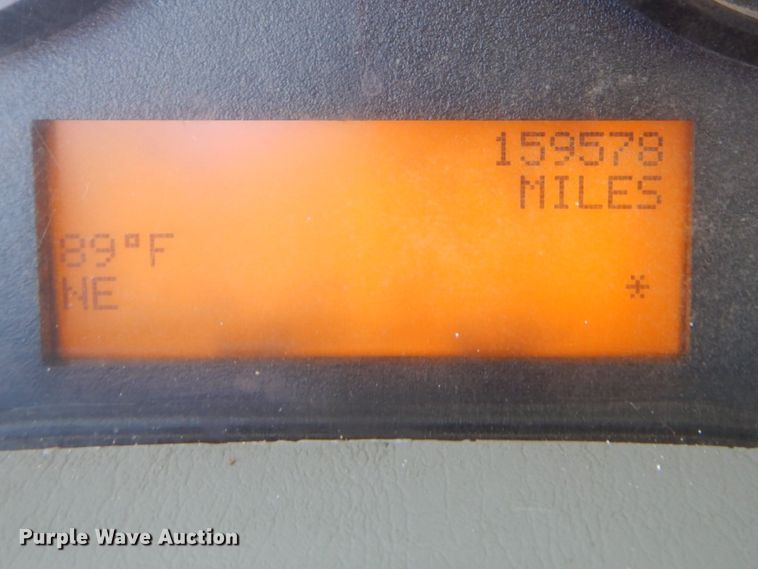 159578
MILES
89°F
NE *
Purple Wave Auction